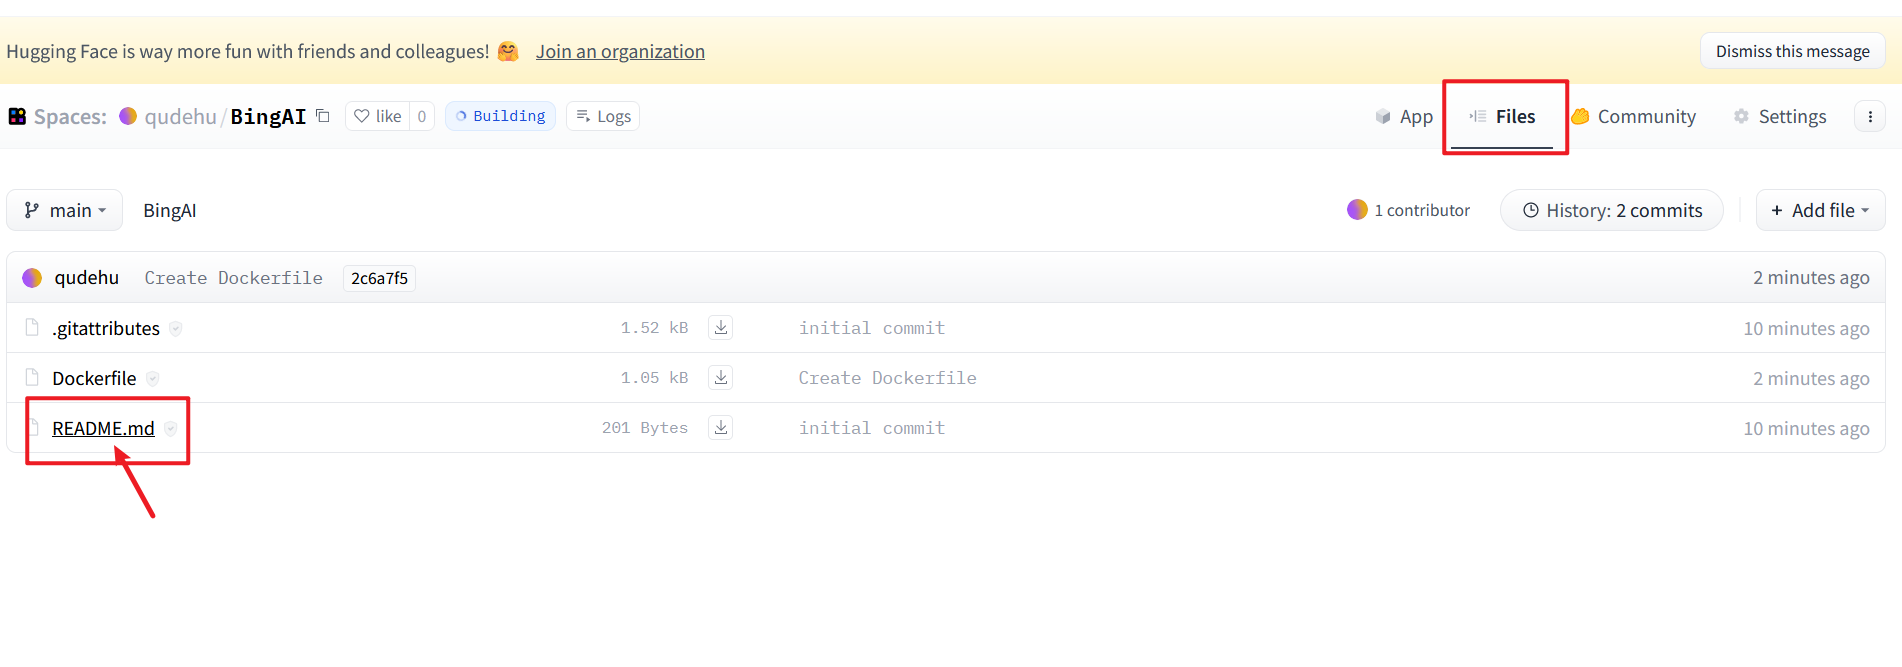 Hugging Face is way more fun with friends and colleagues! 🤗 Join an organization Dismiss this message
Spaces: qudehu/BingAI like 0 Building Logs App Files Community Settings
main BingAI 1 contributor History: 2 commits + Add file
qudehu Create Dockerfile 2c6a7f5 2 minutes ago
.gitattributes 1.52 kB initial commit 10 minutes ago
Dockerfile 1.05 kB Create Dockerfile 2 minutes ago
README.md 201 Bytes initial commit 10 minutes ago